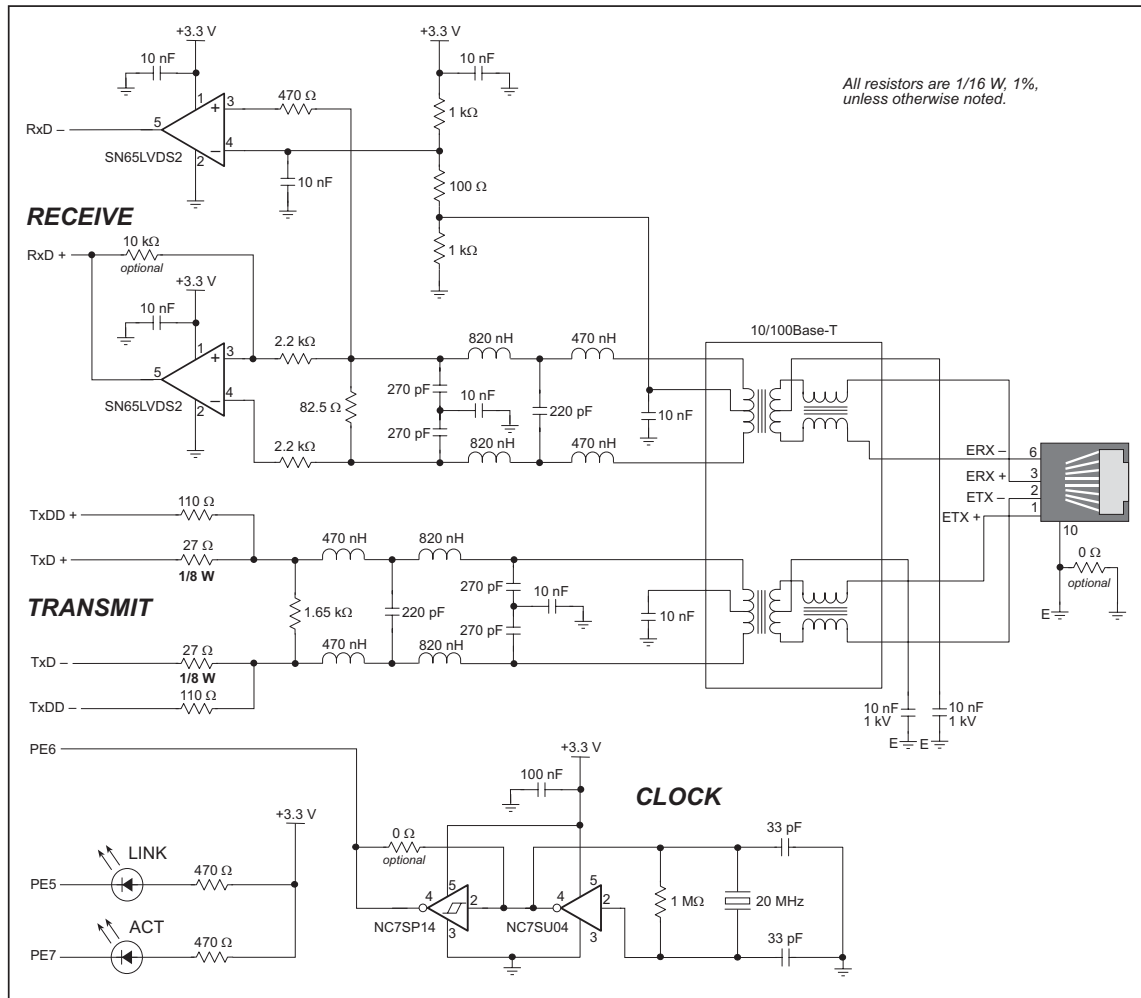 +3.3 V
+3.3 V
10 nF
10 nF
All resistors are 1/16 W, 1%,
unless otherwise noted.
1
3
470 Ω
1 kΩ
+
RxD –
5
4
–
SN65LVDS2
2
10 nF
100 Ω
RECEIVE
10 kΩ
RxD +
optional
1 kΩ
+3.3 V
10 nF
10/100Base-T
820 nH
470 nH
1
3
2.2 kΩ
+
270 pF
10 nF
5
4
–
SN65LVDS2
82.5 Ω
220 pF
10 nF
2
270 pF
2.2 kΩ
820 nH
470 nH
ERX –
6
ERX +
3
110 Ω
ETX –
2
TxDD +
ETX +
1
27 Ω
470 nH
820 nH
10
TxD +
1/8 W
0 Ω
270 pF
10 nF
optional
TRANSMIT
1.65 kΩ
220 pF
10 nF
E
270 pF
27 Ω
470 nH
820 nH
TxD –
1/8 W
110 Ω
TxDD –
10 nF
1 kV
10 nF
1 kV
E
E
PE6
+3.3 V
100 nF
CLOCK
+3.3 V
33 pF
0 Ω
optional
LINK
470 Ω
5
5
PE5
4
2
4
2
1 MΩ
20 MHz
NC7SP14
3
NC7SU04
3
ACT
470 Ω
33 pF
PE7